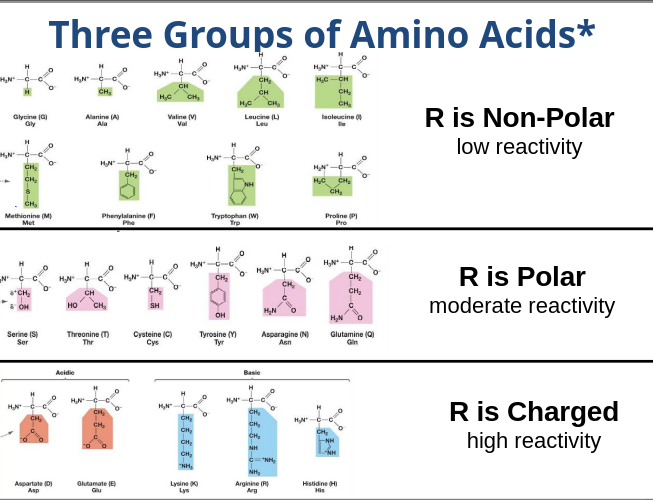 Three Groups of Amino Acids*
Glycine (G) Alanine (A) Valine (V) Leucine (L) Isoleucine (I)
Gly Ala Val Leu Ile
R is Non-Polar
low reactivity
Methionine (M) Phenylalanine (F) Tryptophan (W) Proline (P)
Met Phe Trp Pro
R is Polar
moderate reactivity
Serine (S) Threonine (T) Cysteine (C) Tyrosine (Y) Asparagine (N) Glutamine (Q)
Ser Thr Cys Tyr Asn Gln
Acidic Basic
R is Charged
high reactivity
Aspartate (D) Glutamate (E) Lysine (K) Arginine (R) Histidine (H)
Asp Glu Lys Arg His